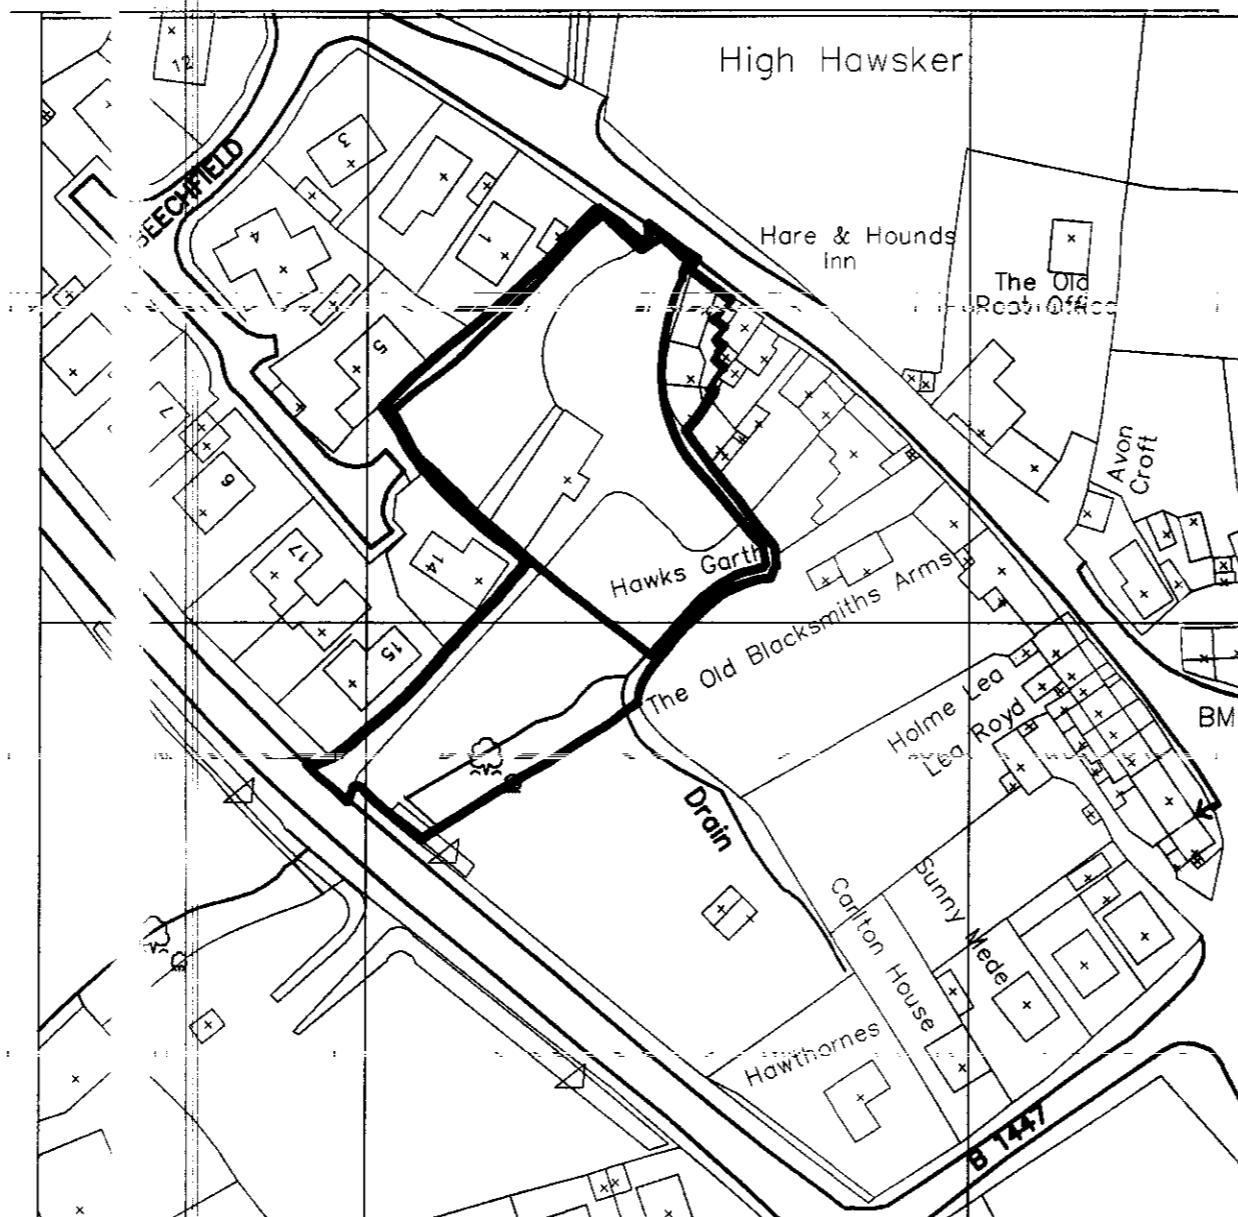 High Hawsker
12
BEECHFIELD
3
4
1
5
Hare & Hounds
Inn
The Old
Post Office
7
6
Avon
Croft
17
14
15
Hawks Garth
The Old Blacksmiths Arms
Holme Lea
Lea Royd
BM
Drain
Sunny Mede
Carlton House
Hawthornes
B 1447